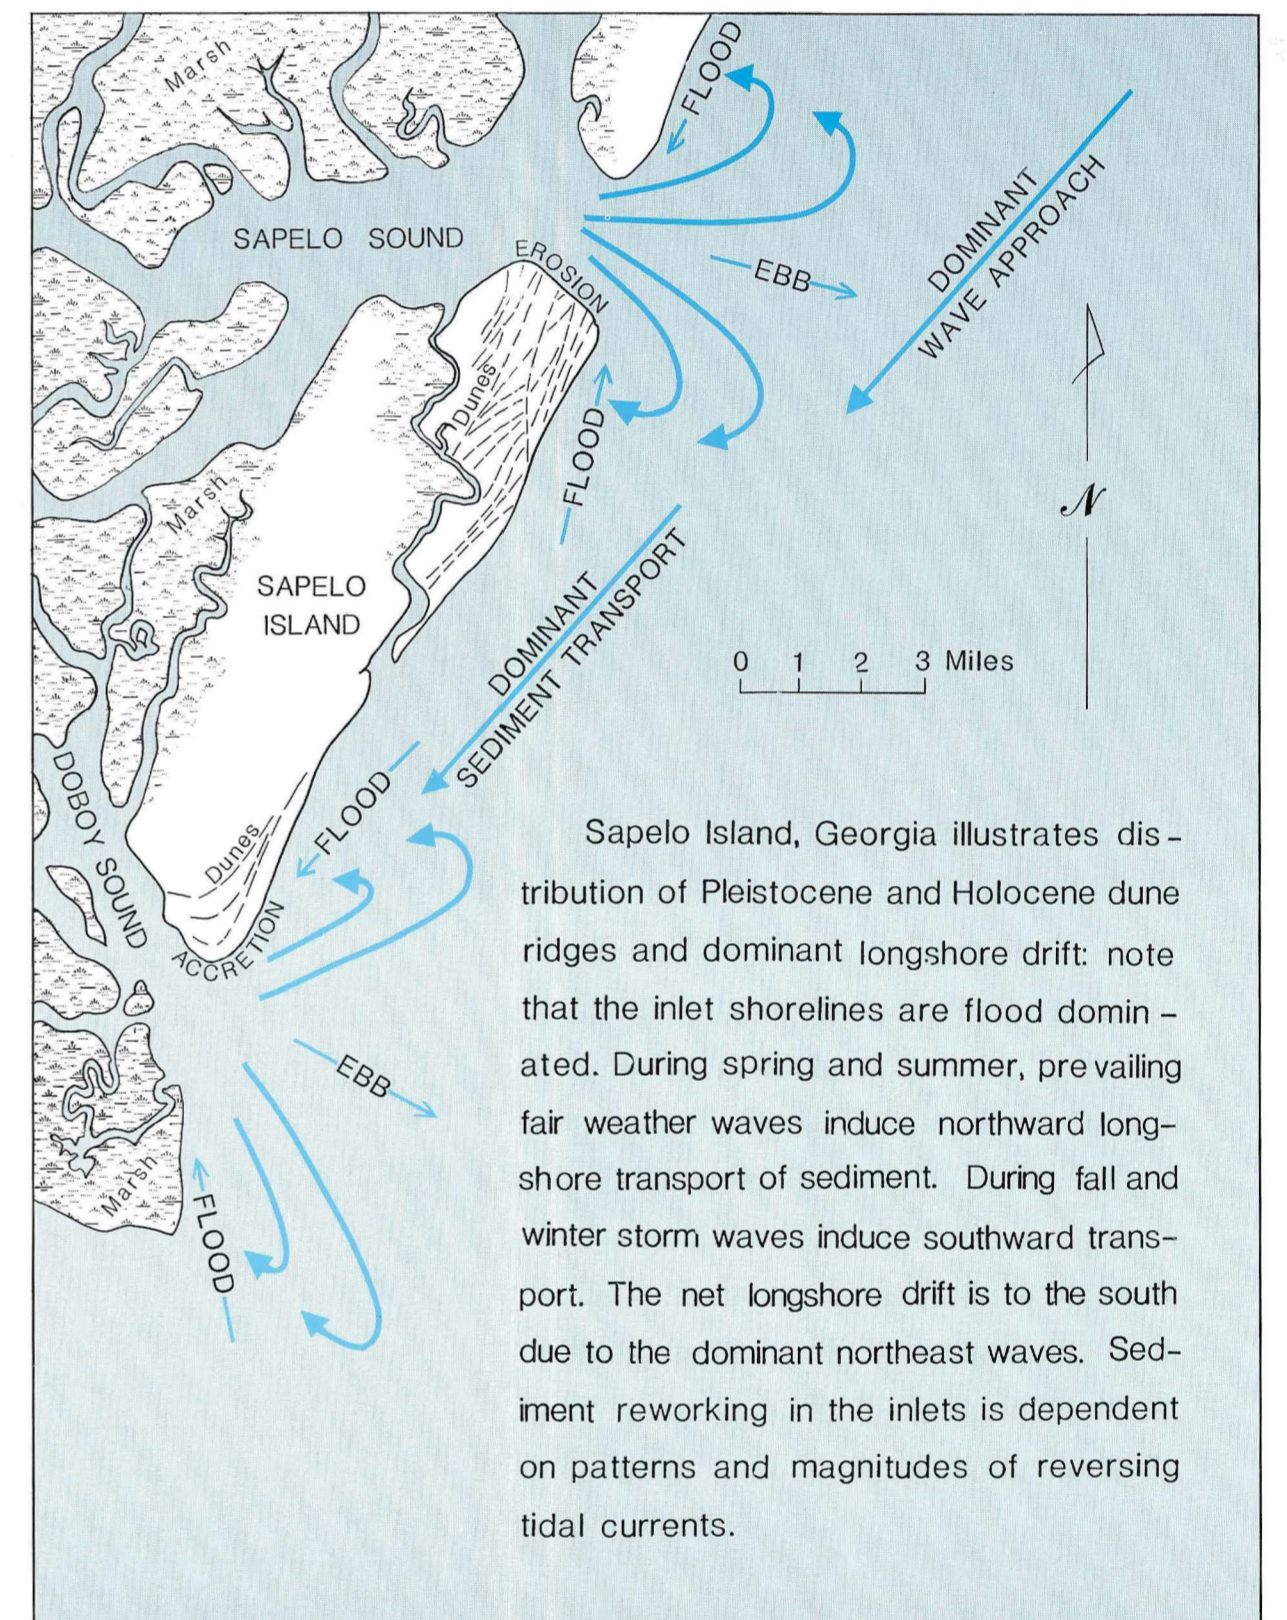 FLOOD
Marsh
DOMINANT
WAVE APPROACH
SAPELO SOUND
EROSION
EBB
Dunes
FLOOD
N
Marsh
SAPELO
ISLAND
DOMINANT
SEDIMENT TRANSPORT
0 1 2 3 Miles
DOBOY SOUND
FLOOD
Dunes
ACCRETION
EBB
Marsh
FLOOD
Sapelo Island, Georgia illustrates dis-
tribution of Pleistocene and Holocene dune
ridges and dominant longshore drift: note
that the inlet shorelines are flood domin-
ated. During spring and summer, pre vailing
fair weather waves induce northward long-
shore transport of sediment. During fall and
winter storm waves induce southward trans-
port. The net longshore drift is to the south
due to the dominant northeast waves. Sed-
iment reworking in the inlets is dependent
on patterns and magnitudes of reversing
tidal currents.